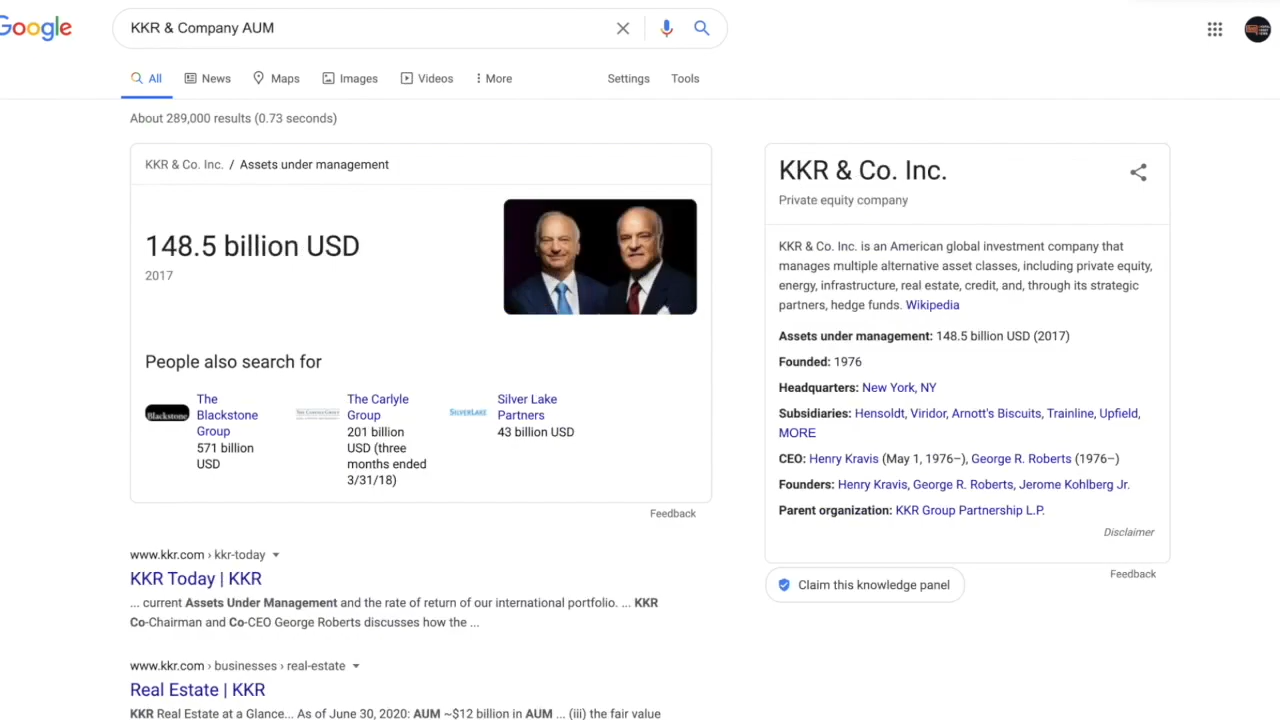 Google
KKR & Company AUM
All
News
Maps
Images
Videos
More
Settings
Tools
About 289,000 results (0.73 seconds)
KKR & Co. Inc. / Assets under management
148.5 billion USD
2017
People also search for
Blackstone
The
Blackstone
Group
571 billion
USD
THE CARLYLE GROUP
The Carlyle
Group
201 billion
USD (three
months ended
3/31/18)
SILVERLAKE
Silver Lake
Partners
43 billion USD
Feedback
www.kkr.com › kkr-today
KKR Today | KKR
... current Assets Under Management and the rate of return of our international portfolio. ... KKR
Co-Chairman and Co-CEO George Roberts discusses how the ...
www.kkr.com › businesses › real-estate
Real Estate | KKR
KKR Real Estate at a Glance... As of June 30, 2020: AUM ~$12 billion in AUM ... (iii) the fair value
KKR & Co. Inc.
Private equity company
KKR & Co. Inc. is an American global investment company that
manages multiple alternative asset classes, including private equity,
energy, infrastructure, real estate, credit, and, through its strategic
partners, hedge funds. Wikipedia
Assets under management: 148.5 billion USD (2017)
Founded: 1976
Headquarters: New York, NY
Subsidiaries: Hensoldt, Viridor, Arnott's Biscuits, Trainline, Upfield,
MORE
CEO: Henry Kravis (May 1, 1976–), George R. Roberts (1976–)
Founders: Henry Kravis, George R. Roberts, Jerome Kohlberg Jr.
Parent organization: KKR Group Partnership L.P.
Disclaimer
Feedback
Claim this knowledge panel